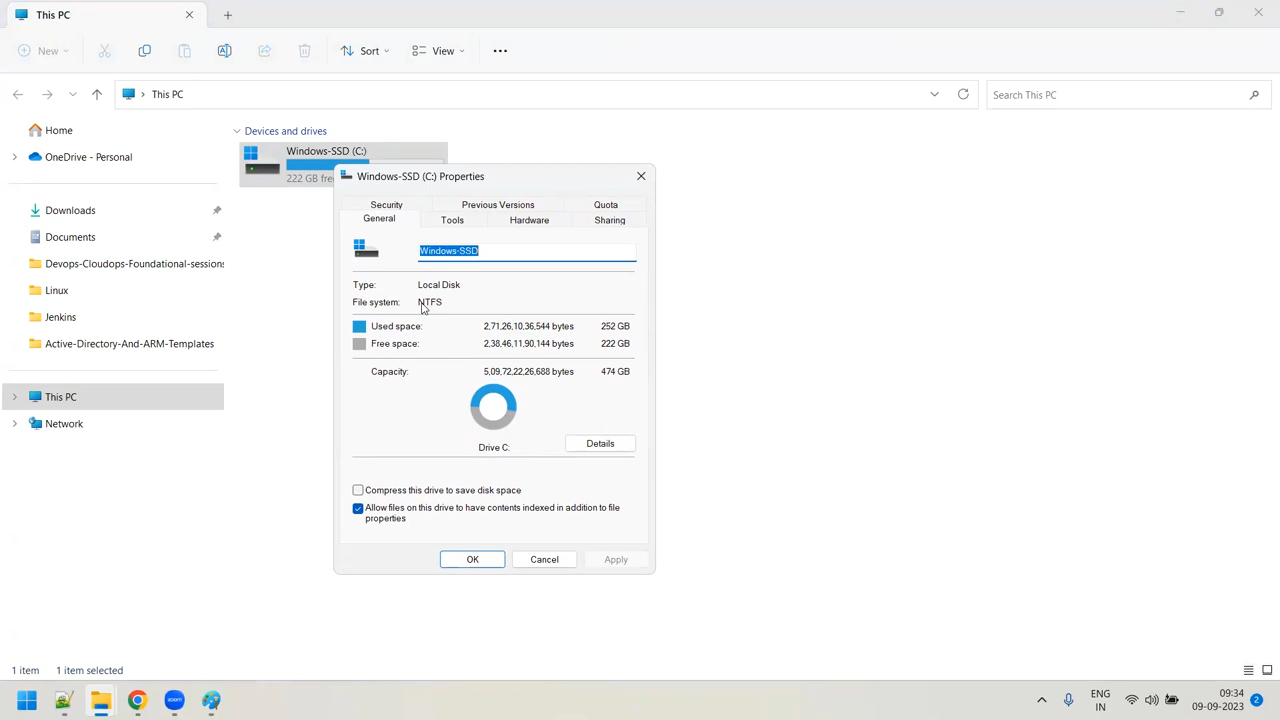 This PC
New
Sort
View
This PC
Search This PC
Home
OneDrive - Personal
Downloads
Documents
Devops-Cloudops-Foundational-sessions
Linux
Jenkins
Active-Directory-And-ARM-Templates
This PC
Network
Devices and drives
Windows-SSD (C:)
222 GB free
Windows-SSD (C:) Properties
Security Previous Versions Quota
General Tools Hardware Sharing
Windows-SSD
Type: Local Disk
File system: NTFS
Used space: 2,71,26,10,36,544 bytes 252 GB
Free space: 2,38,46,11,90,144 bytes 222 GB
Capacity: 5,09,72,22,26,688 bytes 474 GB
Drive C:
Details
Compress this drive to save disk space
Allow files on this drive to have contents indexed in addition to file
properties
OK Cancel Apply
1 item 1 item selected
zoom
ENG
IN
09:34
09-09-2023
2